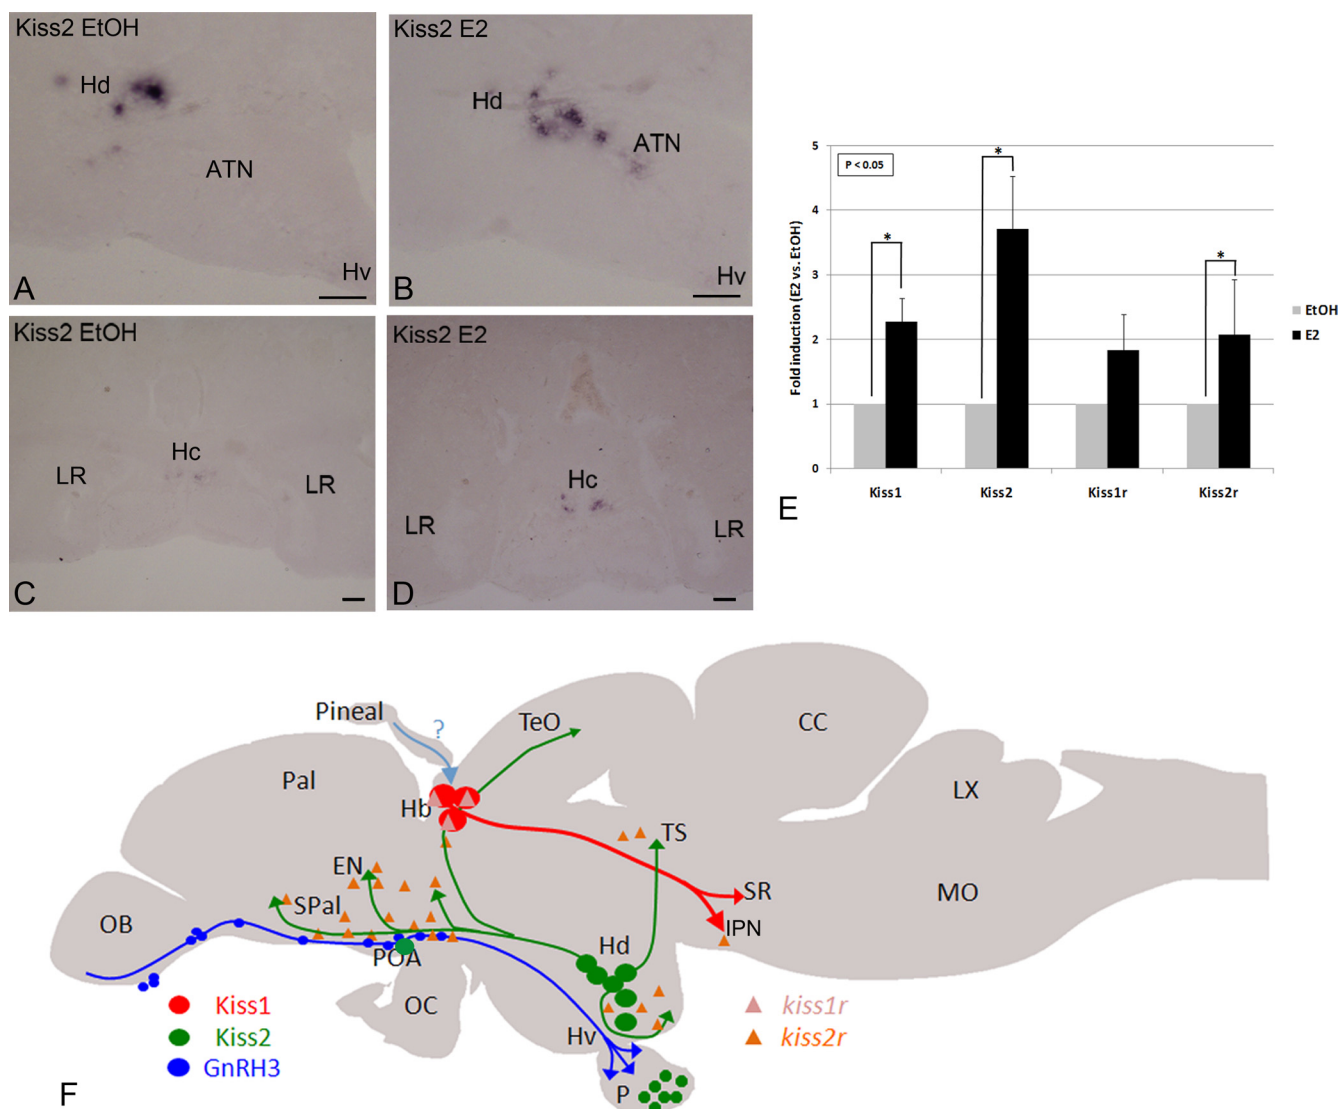 Kiss2 EtOH
Hd
ATN
Hv
A
Kiss2 E2
Hd
ATN
Hv
B
Kiss2 EtOH
Hc
LR
LR
C
Kiss2 E2
Hc
LR
LR
D
P < 0.05
Fold induction (E2 vs. EtOH)
5
4
3
2
1
0
*
*
*
Kiss1
Kiss2
Kiss1r
Kiss2r
EtOH
E2
E
Pineal
?
TeO
CC
Pal
Hb
LX
TS
EN
SR
MO
SPal
OB
IPN
Hd
POA
OC
Hv
P
Kiss1
Kiss2
GnRH3
kiss1r
kiss2r
F